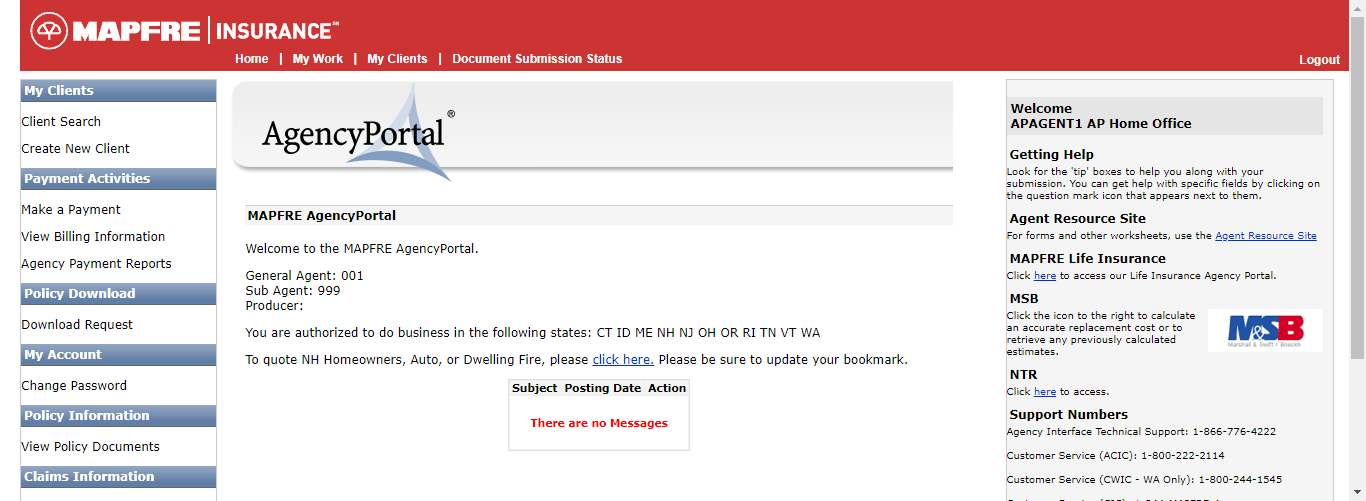 MAPFRE | INSURANCE℠
Home | My Work | My Clients | Document Submission Status
Logout
My Clients
Client Search
Create New Client
Payment Activities
Make a Payment
View Billing Information
Agency Payment Reports
Policy Download
Download Request
My Account
Change Password
Policy Information
View Policy Documents
Claims Information
AgencyPortal®
MAPFRE AgencyPortal
Welcome to the MAPFRE AgencyPortal.
General Agent: 001
Sub Agent: 999
Producer:
You are authorized to do business in the following states: CT ID ME NH NJ OH OR RI TN VT WA
To quote NH Homeowners, Auto, or Dwelling Fire, please click here. Please be sure to update your bookmark.
Subject Posting Date Action
There are no Messages
Welcome
APAGENT1 AP Home Office
Getting Help
Look for the 'tip' boxes to help you along with your
submission. You can get help with specific fields by clicking on
the question mark icon that appears next to them.
Agent Resource Site
For forms and other worksheets, use the Agent Resource Site
MAPFRE Life Insurance
Click here to access our Life Insurance Agency Portal.
MSB
Click the icon to the right to calculate
an accurate replacement cost or to
retrieve any previously calculated
estimates.
M&SB
Marshall & Swift / Boeckh
NTR
Click here to access.
Support Numbers
Agency Interface Technical Support: 1-866-776-4222
Customer Service (ACIC): 1-800-222-2114
Customer Service (CWIC - WA Only): 1-800-244-1545